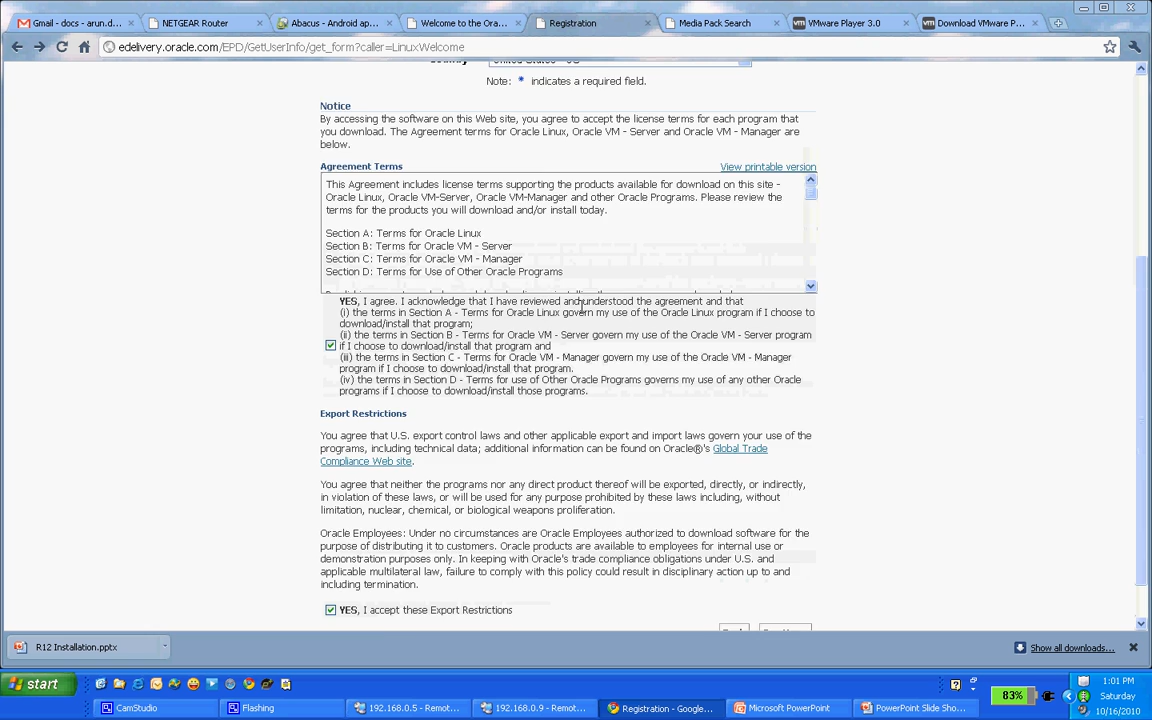 Gmail - docs - arun.d...
NETGEAR Router
Abacus - Android ap...
Welcome to the Ora...
Registration
Media Pack Search
VMware Player 3.0
Download VMware P...
edelivery.oracle.com/EPD/GetUserInfo/get_form?caller=LinuxWelcome
Note: * indicates a required field.
Notice
By accessing the software on this Web site, you agree to accept the license terms for each program that
you download. The Agreement terms for Oracle Linux, Oracle VM - Server and Oracle VM - Manager are
below.
Agreement Terms
View printable version
This Agreement includes license terms supporting the products available for download on this site -
Oracle Linux, Oracle VM-Server, Oracle VM-Manager and other Oracle Programs. Please review the
terms for the products you will download and/or install today.
Section A: Terms for Oracle Linux
Section B: Terms for Oracle VM - Server
Section C: Terms for Oracle VM - Manager
Section D: Terms for Use of Other Oracle Programs
YES, I agree. I acknowledge that I have reviewed and understood the agreement and that
(i) the terms in Section A - Terms for Oracle Linux govern my use of the Oracle Linux program if I choose to
download/install that program;
(ii) the terms in Section B - Terms for Oracle VM - Server govern my use of the Oracle VM - Server program
if I choose to download/install that program and
(iii) the terms in Section C - Terms for Oracle VM - Manager govern my use of the Oracle VM - Manager
program if I choose to download/install that program.
(iv) the terms in Section D - Terms for use of Other Oracle Programs governs my use of any other Oracle
programs if I choose to download/install those programs.
Export Restrictions
You agree that U.S. export control laws and other applicable export and import laws govern your use of the
programs, including technical data; additional information can be found on Oracle®'s Global Trade
Compliance Web site.
You agree that neither the programs nor any direct product thereof will be exported, directly, or indirectly,
in violation of these laws, or will be used for any purpose prohibited by these laws including, without
limitation, nuclear, chemical, or biological weapons proliferation.
Oracle Employees: Under no circumstances are Oracle Employees authorized to download software for the
purpose of distributing it to customers. Oracle products are available to employees for internal use or
demonstration purposes only. In keeping with Oracle's trade compliance obligations under U.S. and
applicable multilateral law, failure to comply with this policy could result in disciplinary action up to and
including termination.
YES, I accept these Export Restrictions
R12 Installation.pptx
Show all downloads...
start
83%
1:01 PM
Saturday
10/16/2010
CamStudio
Flashing
192.168.0.5 - Remot...
192.168.0.9 - Remot...
Registration - Google...
Microsoft PowerPoint
PowerPoint Slide Sho...